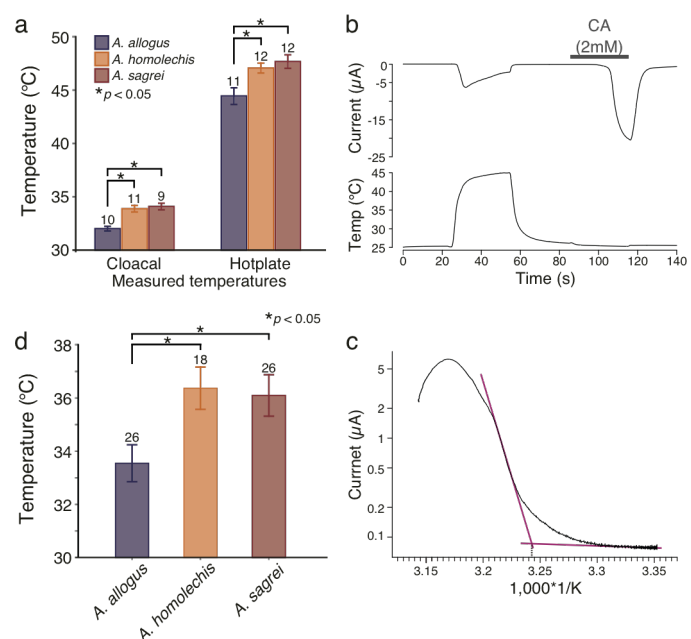 a
Temperature (°C)
50
45
35
30
A. allogus
A. homolechis
A. sagrei
*p < 0.05
10
11
9
*
*
11
12
12
*
*
Cloacal
Hotplate
Measured temperatures
b
CA
(2mM)
Current (µA)
0
-5
-15
-25
Temp (°C)
45
35
30
25
0
20
40
60
80
100
120
140
Time (s)
d
*p < 0.05
Temperature (°C)
38
36
34
32
30
26
18
26
*
*
A. allogus
A. homolechis
A. sagrei
c
Currnet (µA)
5
2
1
0.5
0.2
0.1
3.15
3.2
3.25
3.3
3.35
1,000*1/K